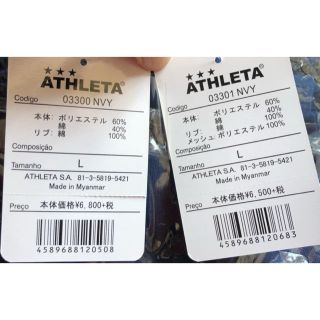 ATHLETA
Codigo
03300 NVY
本体: ポリエステル 60%
綿 40%
リブ: 綿 100%
Composição
Tamanho
L
ATHLETA S.A. 81-3-5819-5421
Made in Myanmar
Preço
本体価格¥6,800+税
4589688120508
ATHLETA
Codigo
03301 NVY
本体: ポリエステル 60%
綿 40%
リブ: 綿 100%
メッシュ ポリエステル 100%
Composição
Tamanho
L
ATHLETA S.A. 81-3-5819-5421
Made in Myanmar
Preço
本体価格¥6,500+税
4589688120683